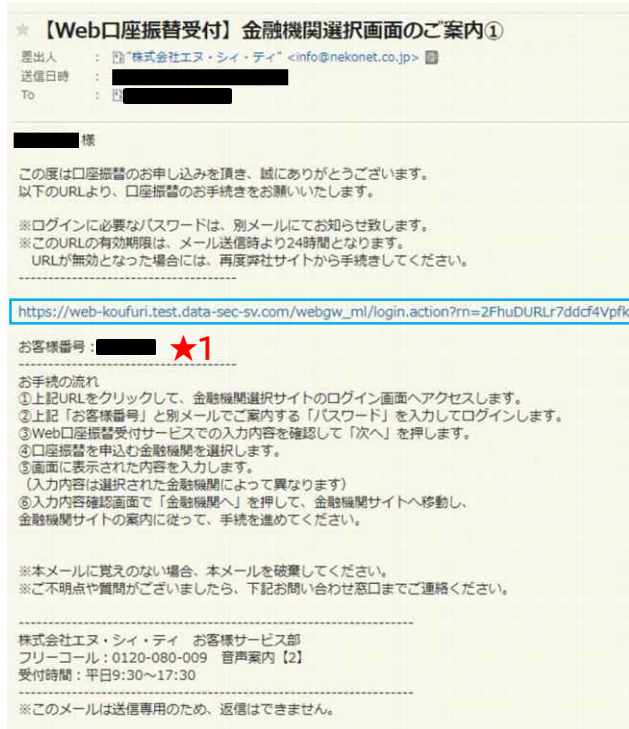 ★【Web口座振替受付】金融機関選択画面のご案内①
差出人 : "株式会社エヌ・シィ・ティ" <info@nekonet.co.jp>
送信日時 :
To :
様
この度は口座振替のお申し込みを頂き、誠にありがとうございます。
以下のURLより、口座振替のお手続きをお願いいたします。
※ログインに必要なパスワードは、別メールにてお知らせ致します。
※このURLの有効期限は、メール送信時より24時間となります。
URLが無効となった場合には、再度弊社サイトから手続きしてください。
---------------------------------------
https://web-koufuri.test.data-sec-sv.com/webgw_ml/login.action?rn=2FhuDURLr7ddcf4Vpfk
お客様番号: ★1
---------------------------------------
お手続の流れ
①上記URLをクリックして、金融機関選択サイトのログイン画面へアクセスします。
②上記「お客様番号」と別メールでご案内する「パスワード」を入力してログインします。
③Web口座振替受付サービスでの入力内容を確認して「次へ」を押します。
④口座振替を申込む金融機関を選択します。
⑤画面に表示された内容を入力します。
（入力内容は選択された金融機関によって異なります）
⑥入力内容確認画面で「金融機関へ」を押して、金融機関サイトへ移動し、
金融機関サイトの案内に従って、手続を進めてください。
※本メールに覚えのない場合、本メールを破棄してください。
※ご不明点や質問がございましたら、下記お問い合わせ窓口までご連絡ください。
----------------------------------------------------------------------
株式会社エヌ・シィ・ティ お客様サービス部
フリーコール：0120-080-009 音声案内【2】
受付時間：平日9:30～17:30
----------------------------------------------------------------------
※このメールは送信専用のため、返信はできません。